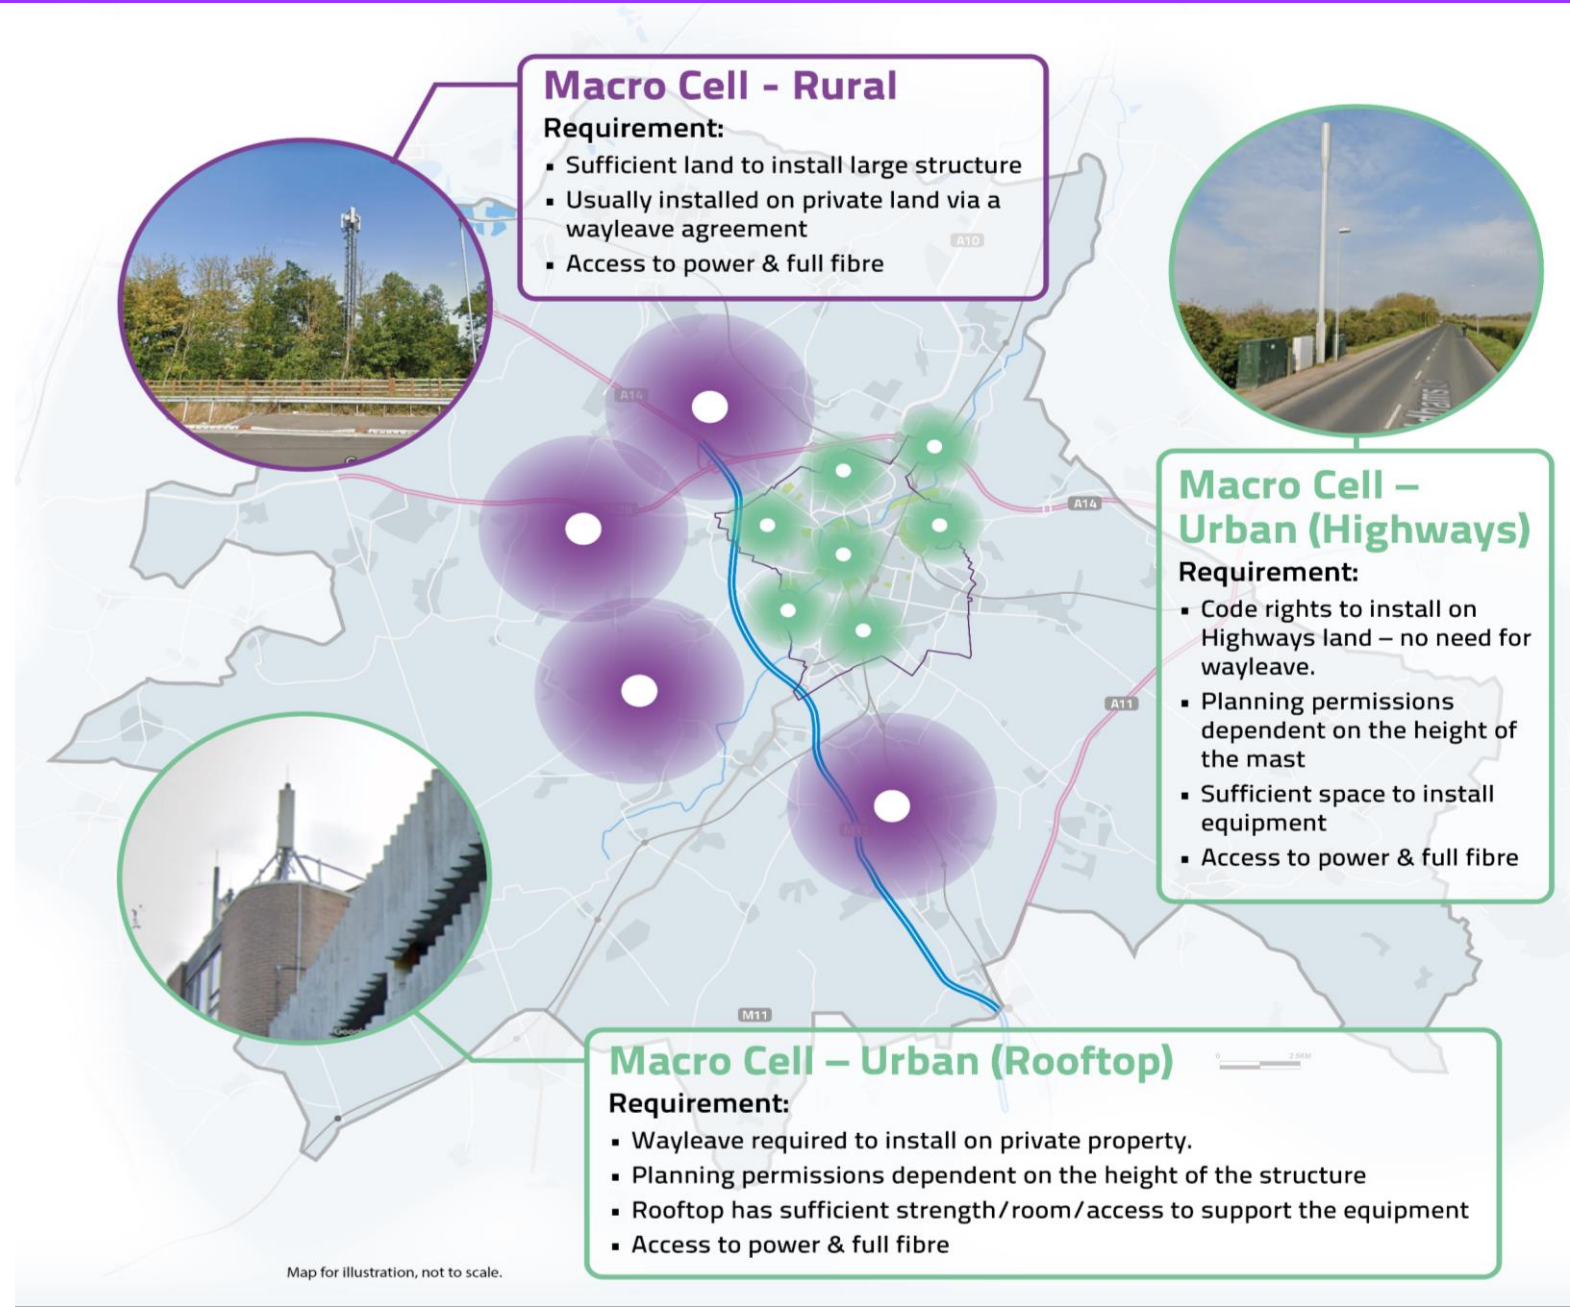 Macro Cell - Rural
Requirement:
▪ Sufficient land to install large structure
▪ Usually installed on private land via a
wayleave agreement
▪ Access to power & full fibre
A10
A14
A14
A11
M11
Macro Cell –
Urban (Highways)
Requirement:
▪ Code rights to install on
Highways land – no need for
wayleave.
▪ Planning permissions
dependent on the height of
the mast
▪ Sufficient space to install
equipment
▪ Access to power & full fibre
Macro Cell – Urban (Rooftop)
Requirement:
▪ Wayleave required to install on private property.
▪ Planning permissions dependent on the height of the structure
▪ Rooftop has sufficient strength/room/access to support the equipment
▪ Access to power & full fibre
Map for illustration, not to scale.